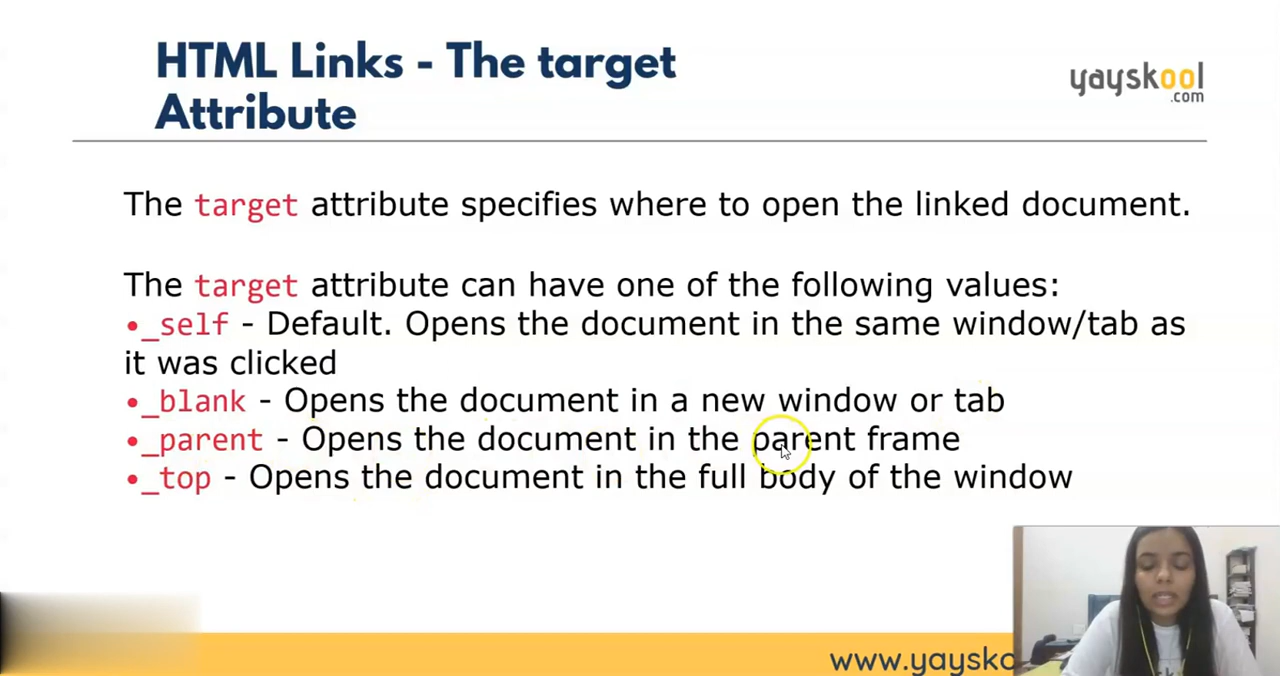 HTML Links - The target
Attribute
yayskool
.com
The target attribute specifies where to open the linked document.
The target attribute can have one of the following values:
•_self - Default. Opens the document in the same window/tab as
it was clicked
•_blank - Opens the document in a new window or tab
•_parent - Opens the document in the parent frame
•_top - Opens the document in the full body of the window
www.yaysko